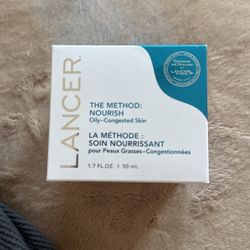 LANCER
THE METHOD:
NOURISH
Oily–Congested Skin
LA MÉTHODE :
SOIN NOURRISSANT
pour Peaux Grasses–Congestionnées
1.7 FL.OZ. | 50 mL